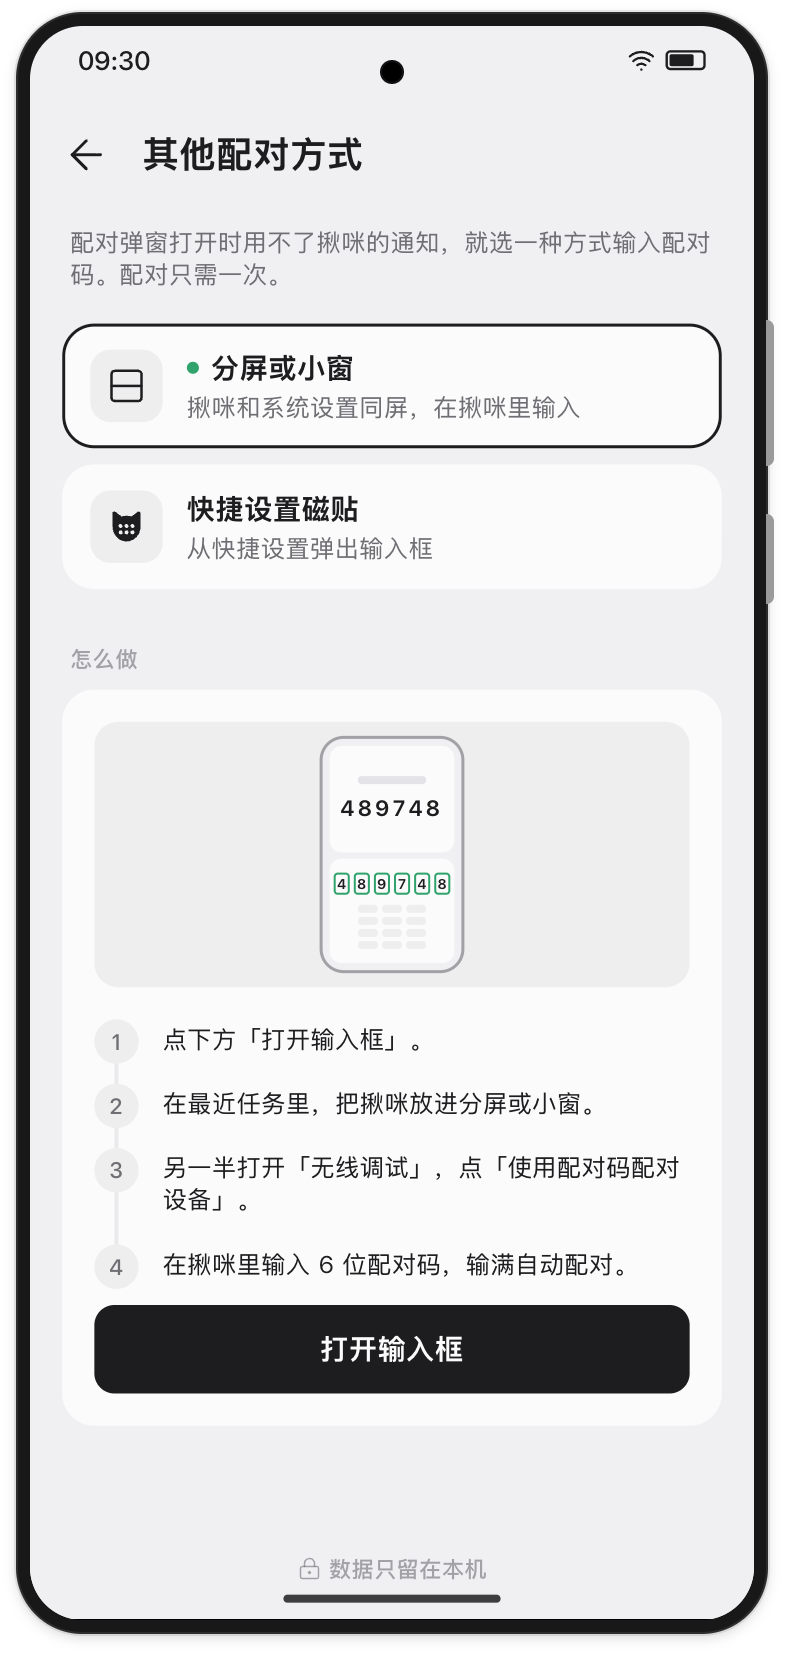 09:30
其他配对方式
配对弹窗打开时用不了揪咪的通知，就选一种方式输入配对
码。配对只需一次。
分屏或小窗
揪咪和系统设置同屏，在揪咪里输入
快捷设置磁贴
从快捷设置弹出输入框
怎么做
489748
4 8 9 7 4 8
1 点下方「打开输入框」。
2 在最近任务里，把揪咪放进分屏或小窗。
3 另一半打开「无线调试」，点「使用配对码配对
设备」。
4 在揪咪里输入 6 位配对码，输满自动配对。
打开输入框
数据只留在本机